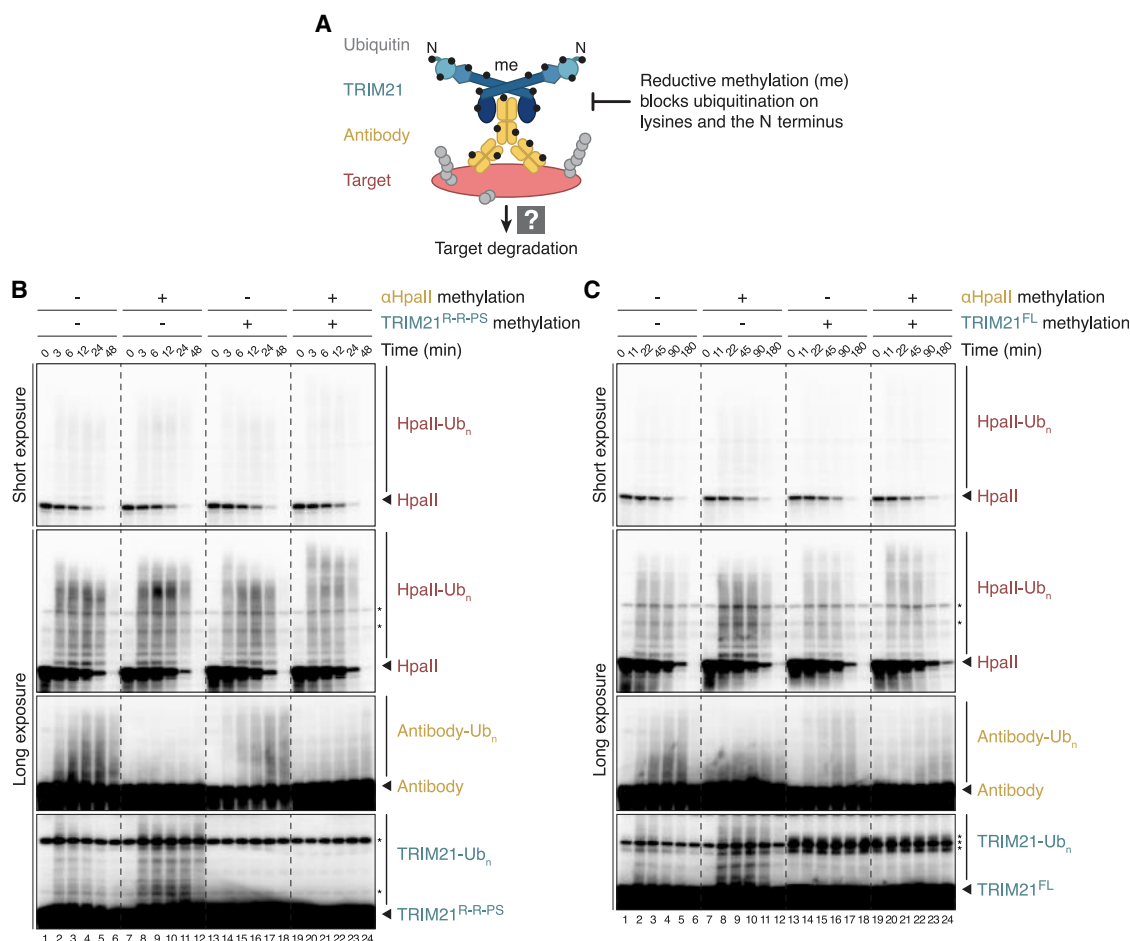 A
Ubiquitin
N
N
me
TRIM21
Antibody
Target
Reductive methylation (me)
blocks ubiquitination on
lysines and the N terminus
?
Target degradation
B
- + - + αHpaII methylation
- - + + TRIM21R-R-PS methylation
0 3 6 12 24 48 0 3 6 12 24 48 0 3 6 12 24 48 0 3 6 12 24 48 Time (min)
Short exposure
HpaII-Ubn
HpaII
Long exposure
HpaII-Ubn
*
*
HpaII
Antibody-Ubn
Antibody
*
TRIM21-Ubn
*
TRIM21R-R-PS
1 2 3 4 5 6 7 8 9 10 11 12 13 14 15 16 17 18 19 20 21 22 23 24
C
- + - + αHpaII methylation
- - + + TRIM21FL methylation
0 11 22 45 90 180 0 11 22 45 90 180 0 11 22 45 90 180 0 11 22 45 90 180 Time (min)
Short exposure
HpaII-Ubn
HpaII
Long exposure
HpaII-Ubn
*
*
HpaII
Antibody-Ubn
Antibody
*
*
*
TRIM21-Ubn
TRIM21FL
1 2 3 4 5 6 7 8 9 10 11 12 13 14 15 16 17 18 19 20 21 22 23 24